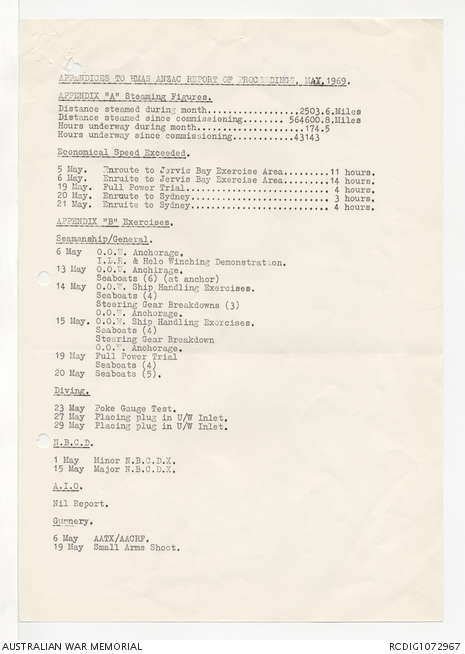 APPENDICES TO HMAS ANZAC REPORT OF PROCEEDINGS, MAY, 1969.
APPENDIX "A" Steaming Figures.
Distance steamed during month...................2503.6.Miles
Distance steamed since commissioning........ 564600.8.Miles
Hours underway during month.................174.5
Hours underway since commissioning.............43143
Economical Speed Exceeded.
5 May. Enroute to Jervis Bay Exercise Area.........11 hours.
6 May. Enruite to Jervis Bay Exercise Area.........14 hours.
19 May. Full Power Trial............................ 4 hours.
20 May. Enruute to Sydney........................... 3 hours.
21 May. Enruite to Sydney........................... 4 hours.
APPENDIX "B" Exercises.
Seamanship/General.
6 May O.O.W. Anchorage.
I.L.R. & Helo Winching Demonstration.
13 May O.O.W. Anchirage.
Seaboats (6) (at anchor)
14 May O.O.W. Ship Handling Exercises.
Seaboats (4)
Steering Gear Breakdowns (3)
O.O.W. Anchorage.
15 May. O.O.W. Ship Handling Exercises.
Seaboats (4)
Steering Gear Breakdown
O.O.W. Anchorage.
19 May Full Power Trial
Seaboats (4)
20 May Seaboats (5).
Diving.
23 May Poke Gauge Test.
27 May Placing plug in U/W Inlet.
29 May Placing plug in U/W Inlet.
N.B.C.D.
1 May Minor N.B.C.D.X.
15 May Major N.B.C.D.X.
A.I.O.
Nil Report.
Gunnery.
6 May AATX/AACRF.
19 May Small Arms Shoot.
AUSTRALIAN WAR MEMORIAL
RCDIG1072967